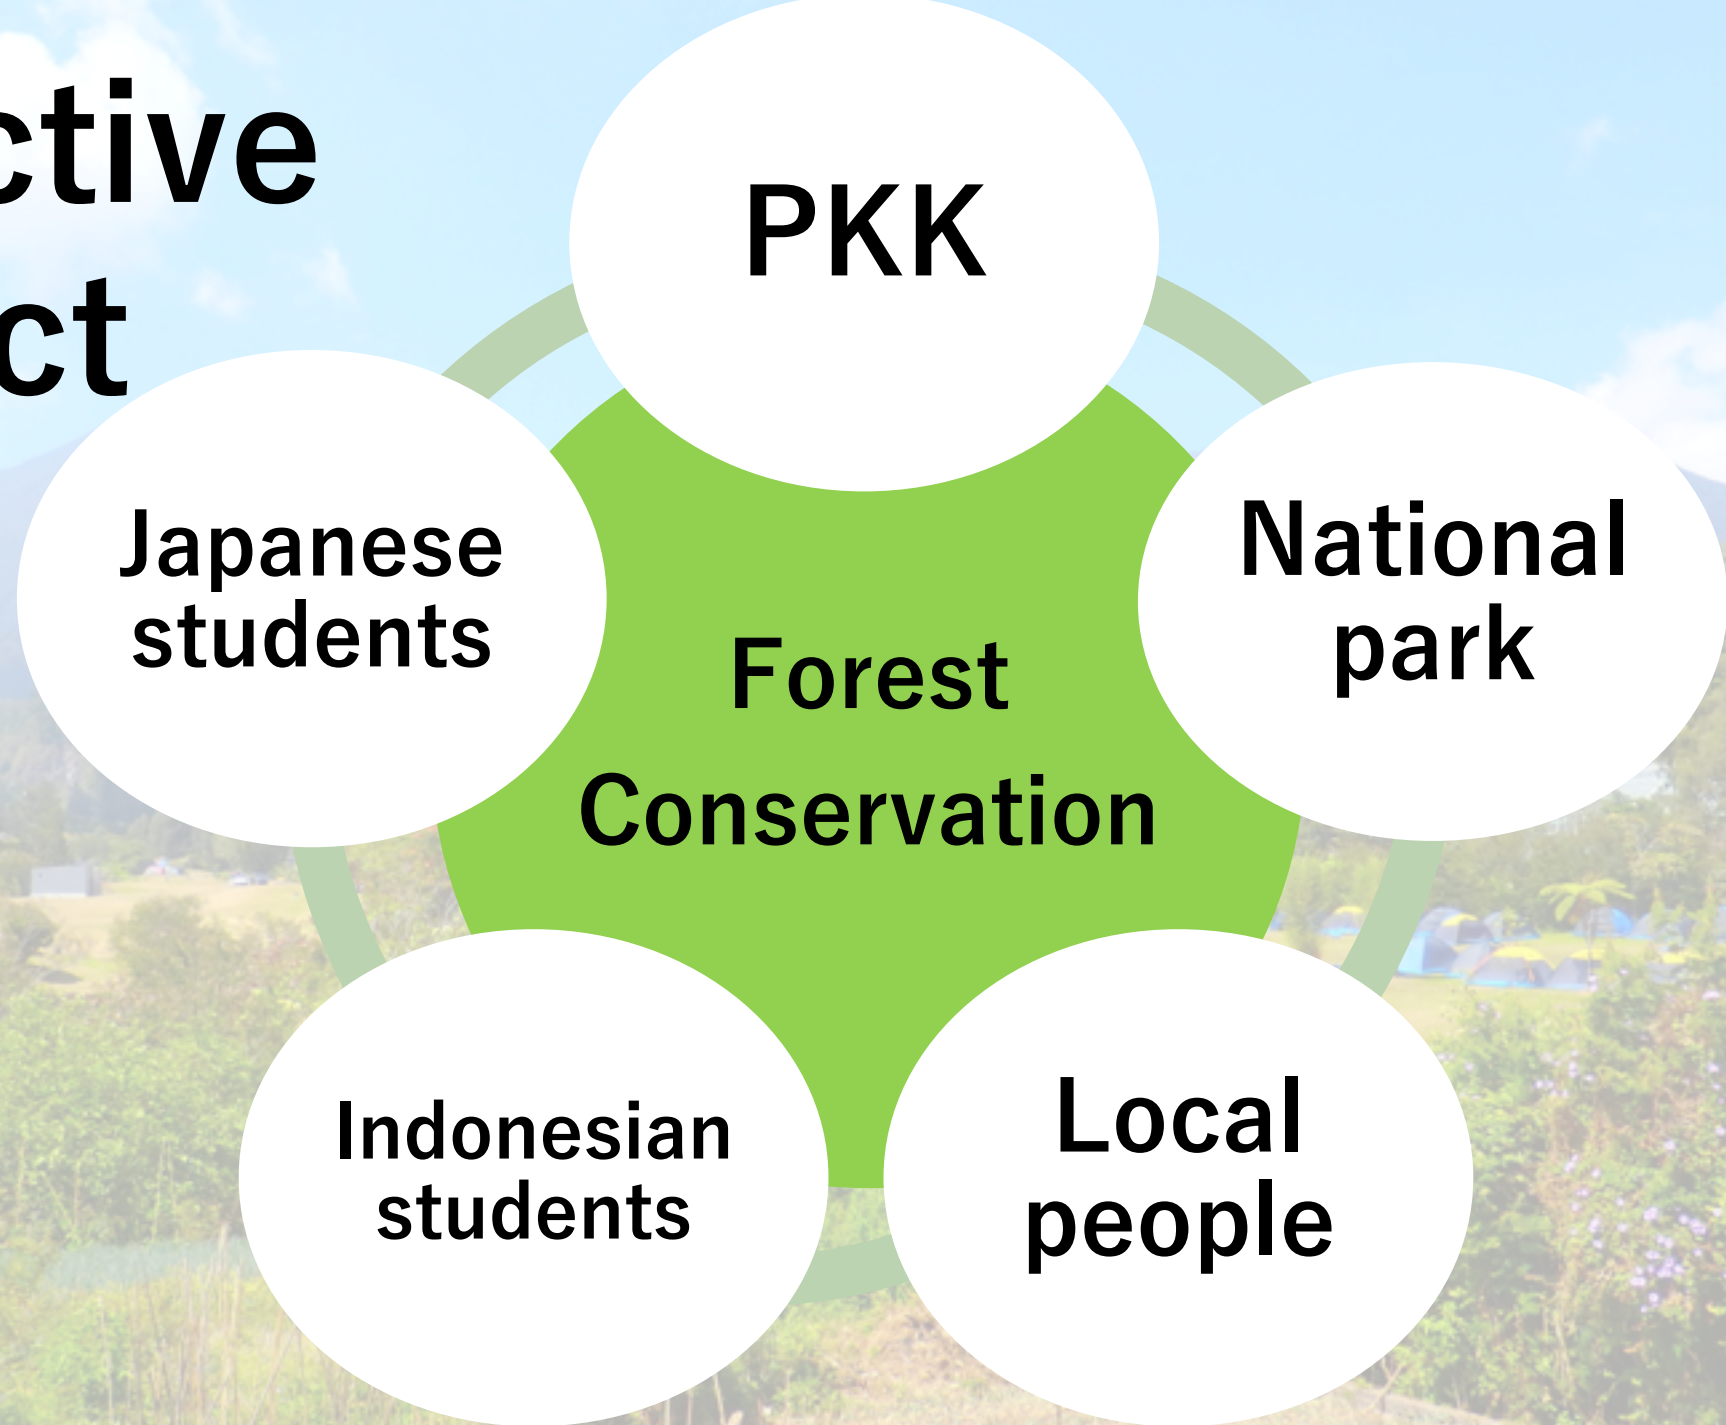 ctive
ct
PKK
Japanese
students
National
park
Forest
Conservation
Indonesian
students
Local
people